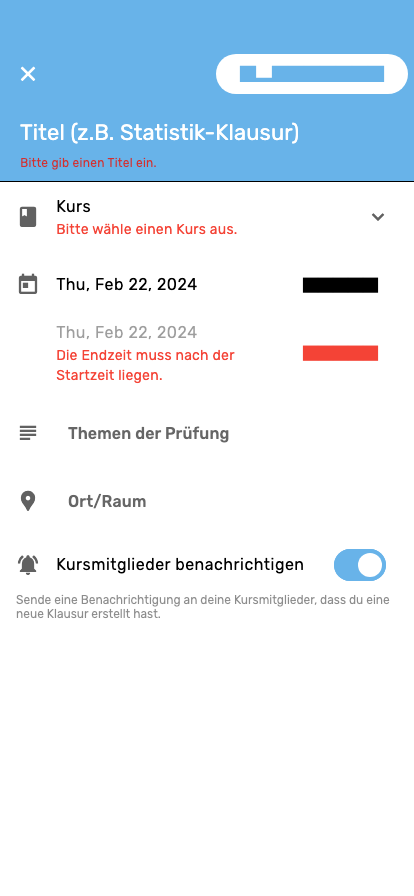 Titel (z.B. Statistik-Klausur)
Bitte gib einen Titel ein.
Kurs
Bitte wähle einen Kurs aus.
Thu, Feb 22, 2024
Thu, Feb 22, 2024
Die Endzeit muss nach der
Startzeit liegen.
Themen der Prüfung
Ort/Raum
Kursmitglieder benachrichtigen
Sende eine Benachrichtigung an deine Kursmitglieder, dass du eine
neue Klausur erstellt hast.